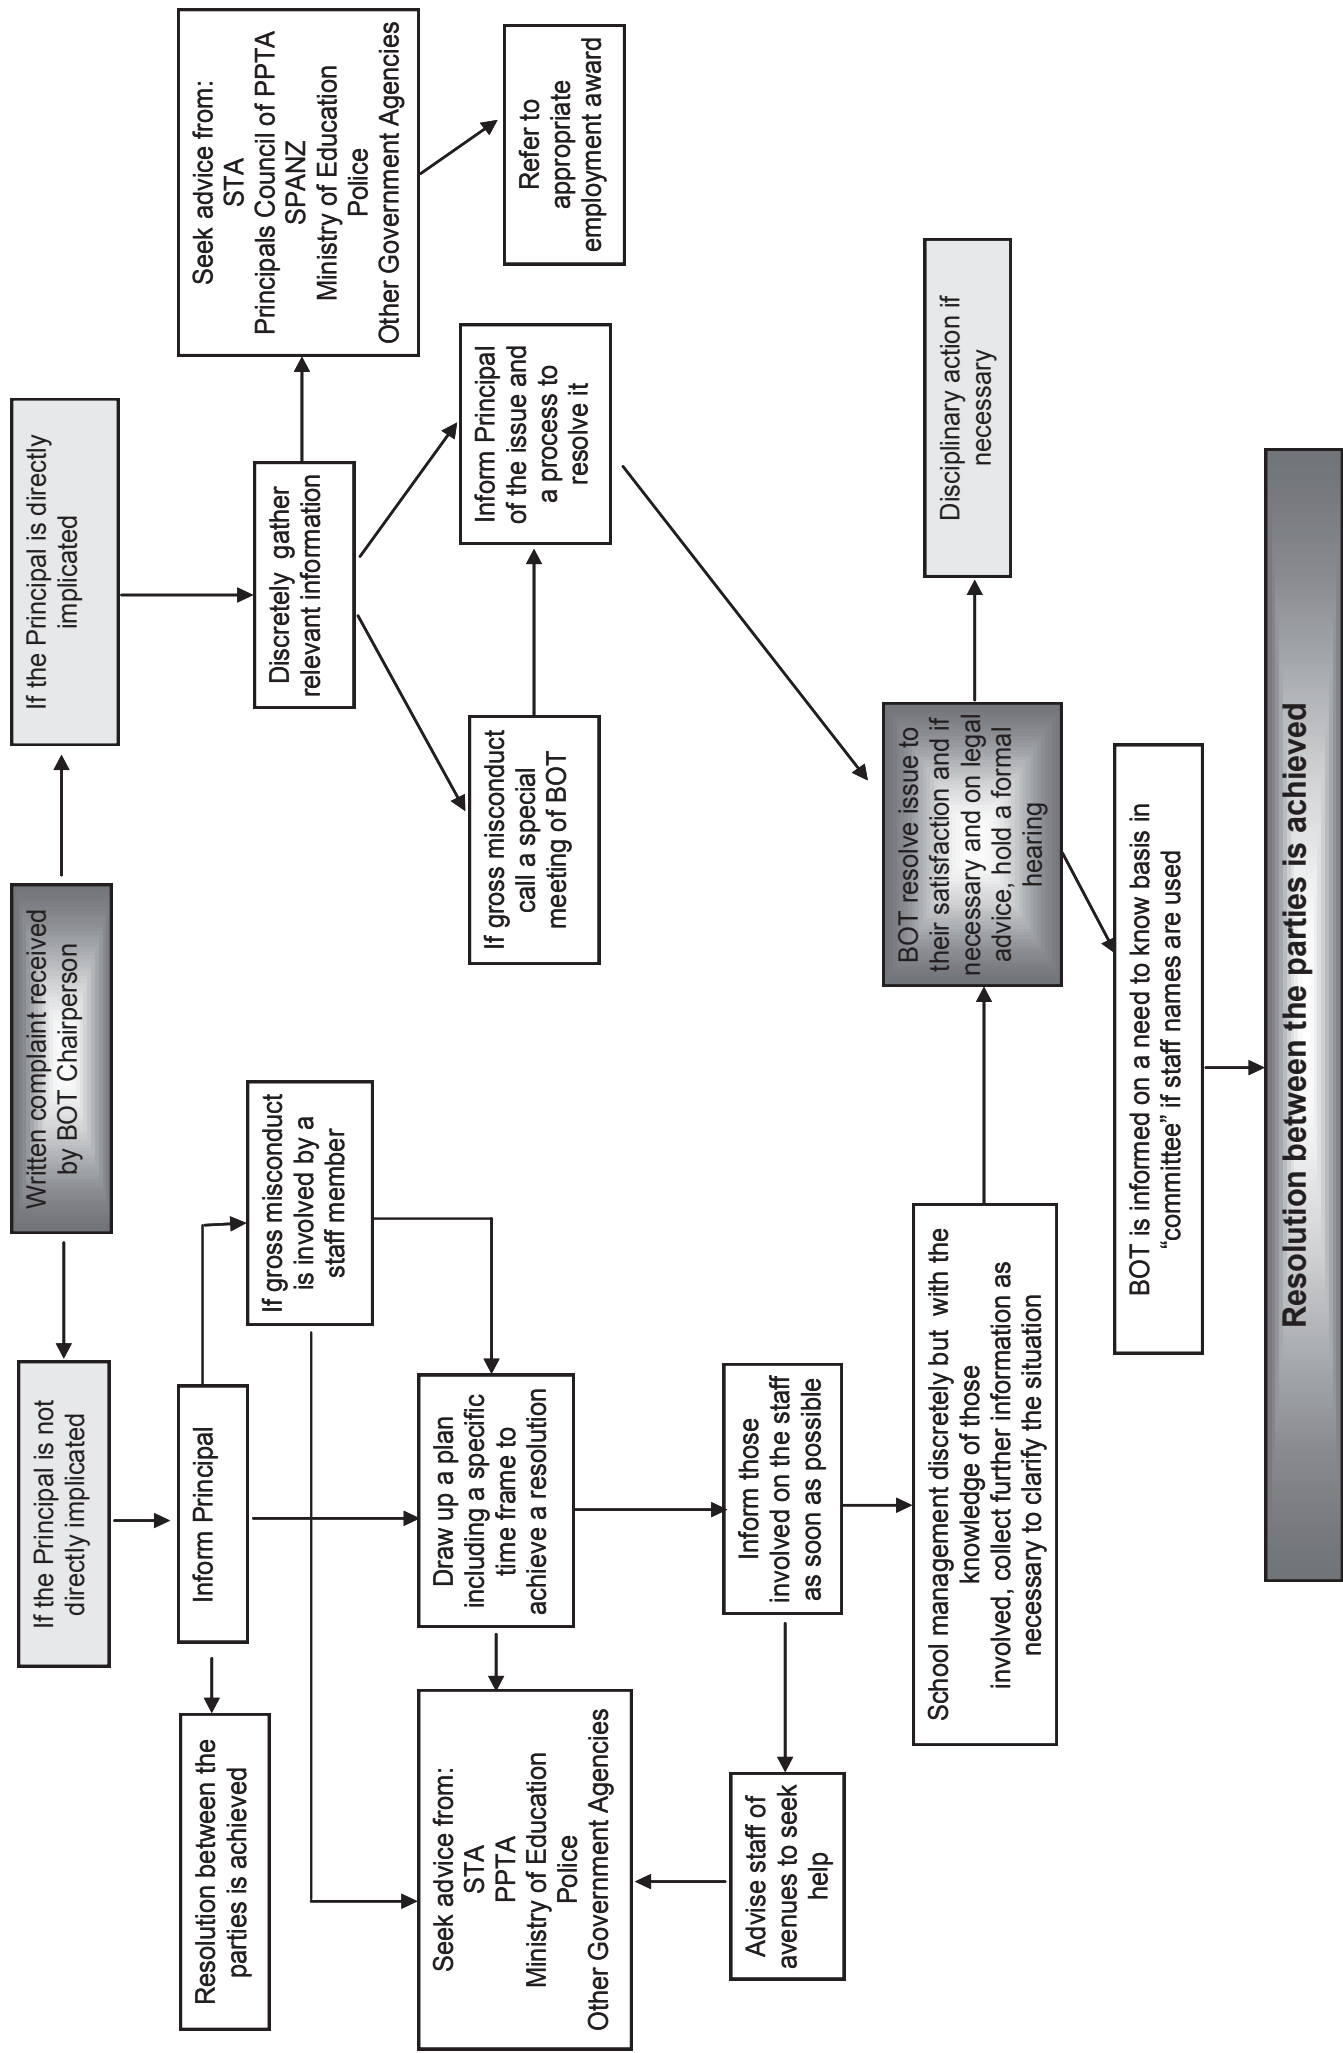 Written complaint received
by BOT Chairperson
If the Principal is not
directly implicated
If the Principal is directly
implicated
Inform Principal
Resolution between the
parties is achieved
If gross misconduct
is involved by a
staff member
Draw up a plan
including a specific
time frame to
achieve a resolution
Seek advice from:
STA
PPTA
Ministry of Education
Police
Other Government Agencies
Inform those
involved on the staff
as soon as possible
Advise staff of
avenues to seek
help
School management discretely but with the
knowledge of those
involved, collect further information as
necessary to clarify the situation
Discretely gather
relevant information
Seek advice from:
STA
Principals Council of PPTA
SPANZ
Ministry of Education
Police
Other Government Agencies
Refer to
appropriate
employment award
If gross misconduct
call a special
meeting of BOT
Inform Principal
of the issue and
a process to
resolve it
BOT resolve issue to
their satisfaction and if
necessary and on legal
advice, hold a formal
hearing
Disciplinary action if
necessary
BOT is informed on a need to know basis in
“committee” if staff names are used
Resolution between the parties is achieved